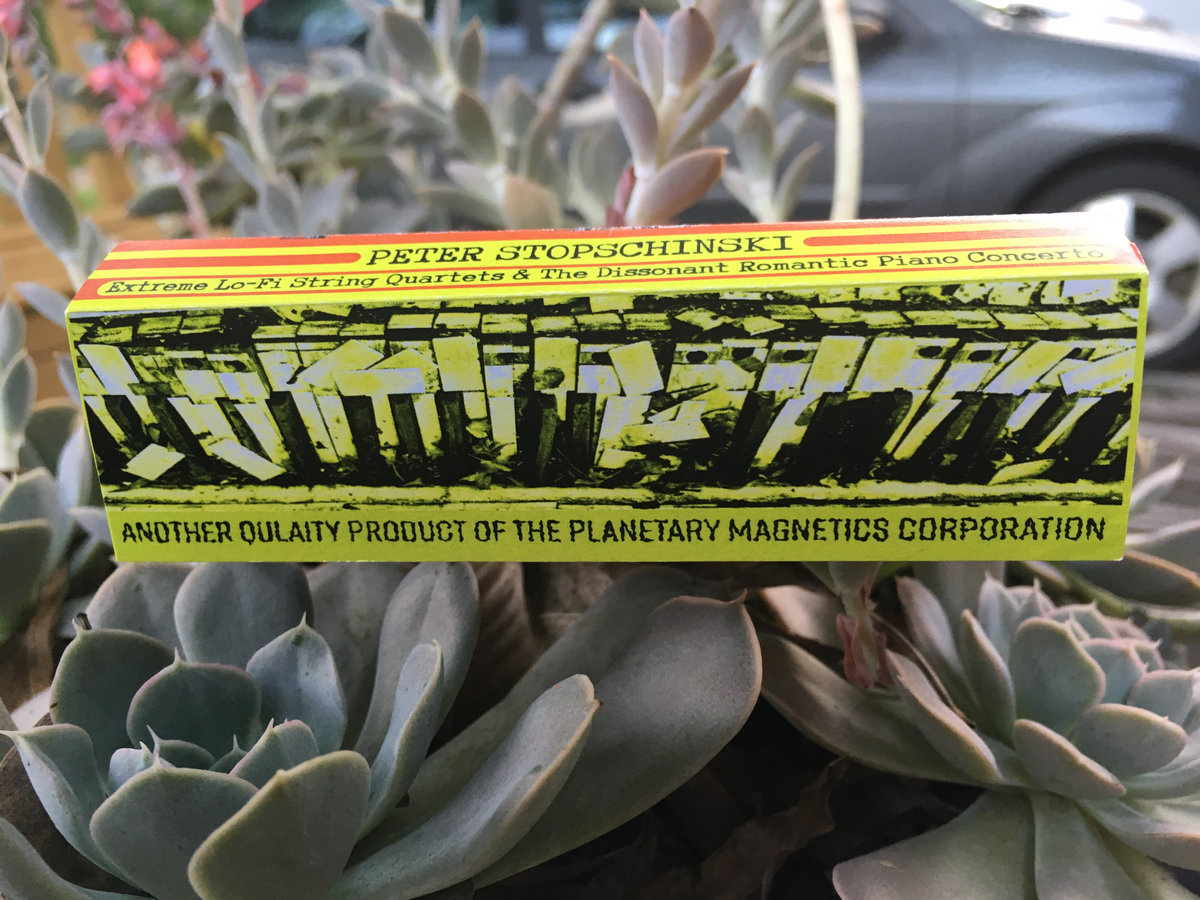 PETER STOPSCHINSKI
Extreme Lo-Fi String Quartets & The Dissonant Romantic Piano Concerto
ANOTHER QULAITY PRODUCT OF THE PLANETARY MAGNETICS CORPORATION